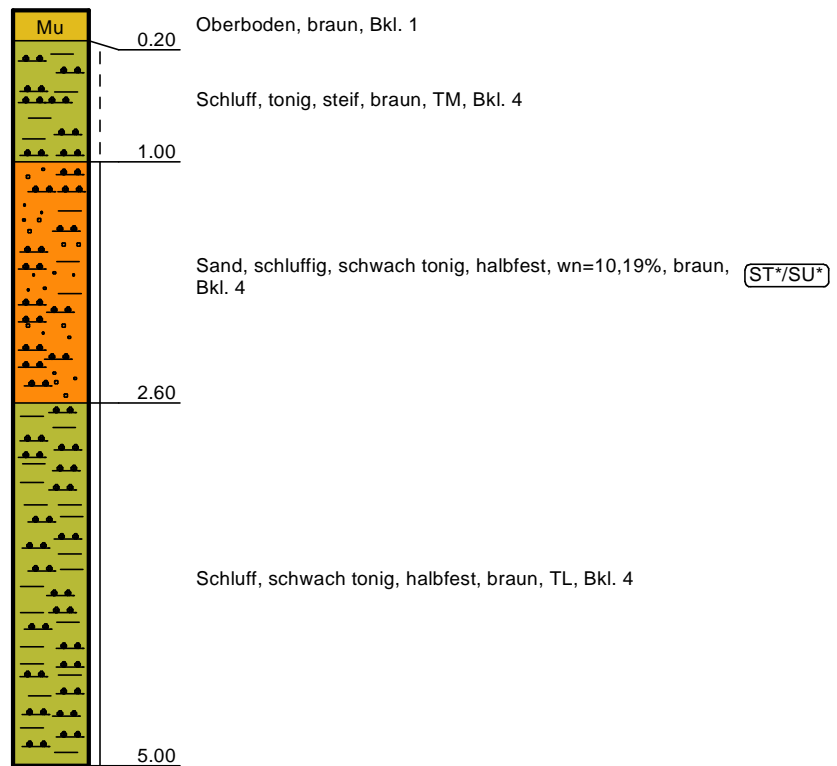 Mu
Oberboden, braun, Bkl. 1
0.20
Schluff, tonig, steif, braun, TM, Bkl. 4
1.00
Sand, schluffig, schwach tonig, halbfest, wn=10,19%, braun,
Bkl. 4
ST*/SU*
2.60
Schluff, schwach tonig, halbfest, braun, TL, Bkl. 4
5.00